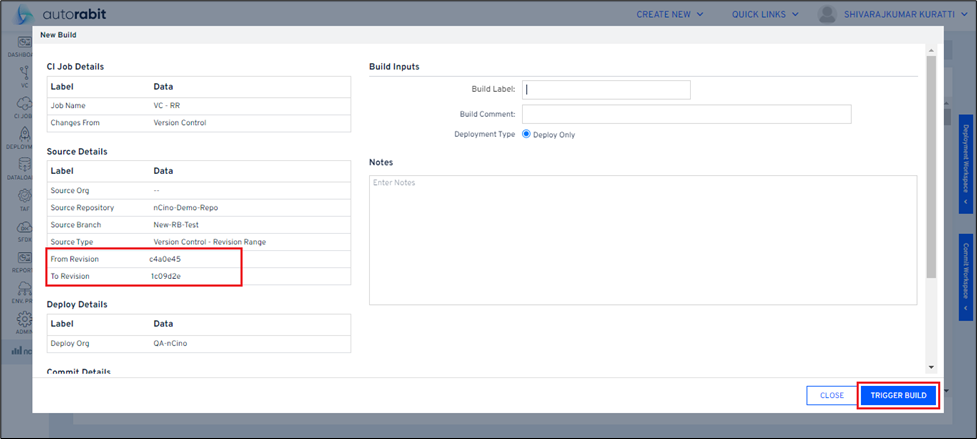 autorabit
CREATE NEW
QUICK LINKS
SHIVARAJKUMAR KURATTI
New Build
DASHBO
VC
CI JOB
DEPLOYM
DATALOA
TAF
SFDX
REPORT
ENV. PR
ADMI
CI Job Details
Label Data
Job Name VC - RR
Changes From Version Control
Source Details
Label Data
Source Org --
Source Repository nCino-Demo-Repo
Source Branch New-RB-Test
Source Type Version Control - Revision Range
From Revision c4a0e45
To Revision 1c09d2e
Deploy Details
Label Data
Deploy Org QA-nCino
Commit Details
Build Inputs
Build Label:
Build Comment:
Deployment Type Deploy Only
Notes
Enter Notes
Deployment Workspace
Commit Workspace
CLOSE
TRIGGER BUILD